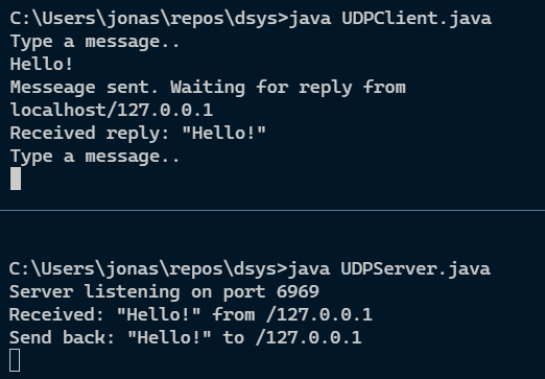 C:\Users\jonas\repos\dsys>java UDPClient.java
Type a message..
Hello!
Messeage sent. Waiting for reply from
localhost/127.0.0.1
Received reply: "Hello!"
Type a message..
C:\Users\jonas\repos\dsys>java UDPServer.java
Server listening on port 6969
Received: "Hello!" from /127.0.0.1
Send back: "Hello!" to /127.0.0.1